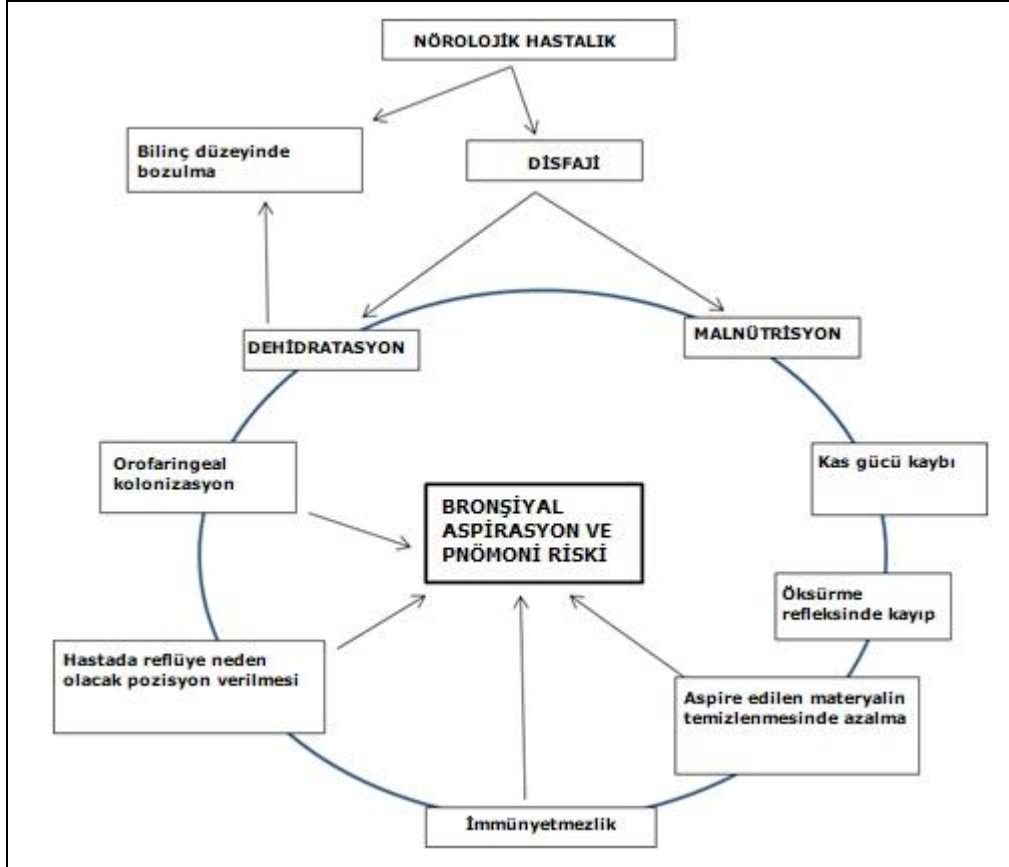 NÖROLOJİK HASTALIK
Bilinç düzeyinde
bozulma
DİSFAJİ
DEHİDRATASYON
MALNÜTRİSYON
Orofaringeal
kolonizasyon
Kas gücü kaybı
BRONŞİYAL
ASPİRASYON VE
PNÖMONİ RİSKİ
Öksürme
refleksinde kayıp
Hastada reflüye neden
olacak pozisyon verilmesi
Aspire edilen materyalin
temizlenmesinde azalma
İmmünyetmezlik